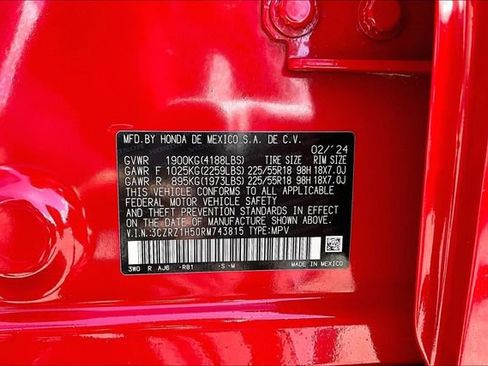 MFD.BY HONDA DE MEXICO S.A. DE C.V.
02/'24
GVWR 1900KG(4188LBS) TIRE SIZE RIM SIZE
GAWR F 1025KG(2259LBS) 225/55R18 98H 18X7.0J
GAWR R 895KG(1973LBS) 225/55R18 98H 18X7.0J
THIS VEHICLE CONFORMS TO ALL APPLICABLE
FEDERAL MOTOR VEHICLE SAFETY
AND THEFT PREVENTION STANDARDS IN EFFECT
ON THE DATE OF MANUFACTURE SHOWN ABOVE.
V.I.N.:3CZRZ1H50RM743815 TYPE:MPV
3WO R AJ6 -R81 -S -M
MADE IN MEXICO